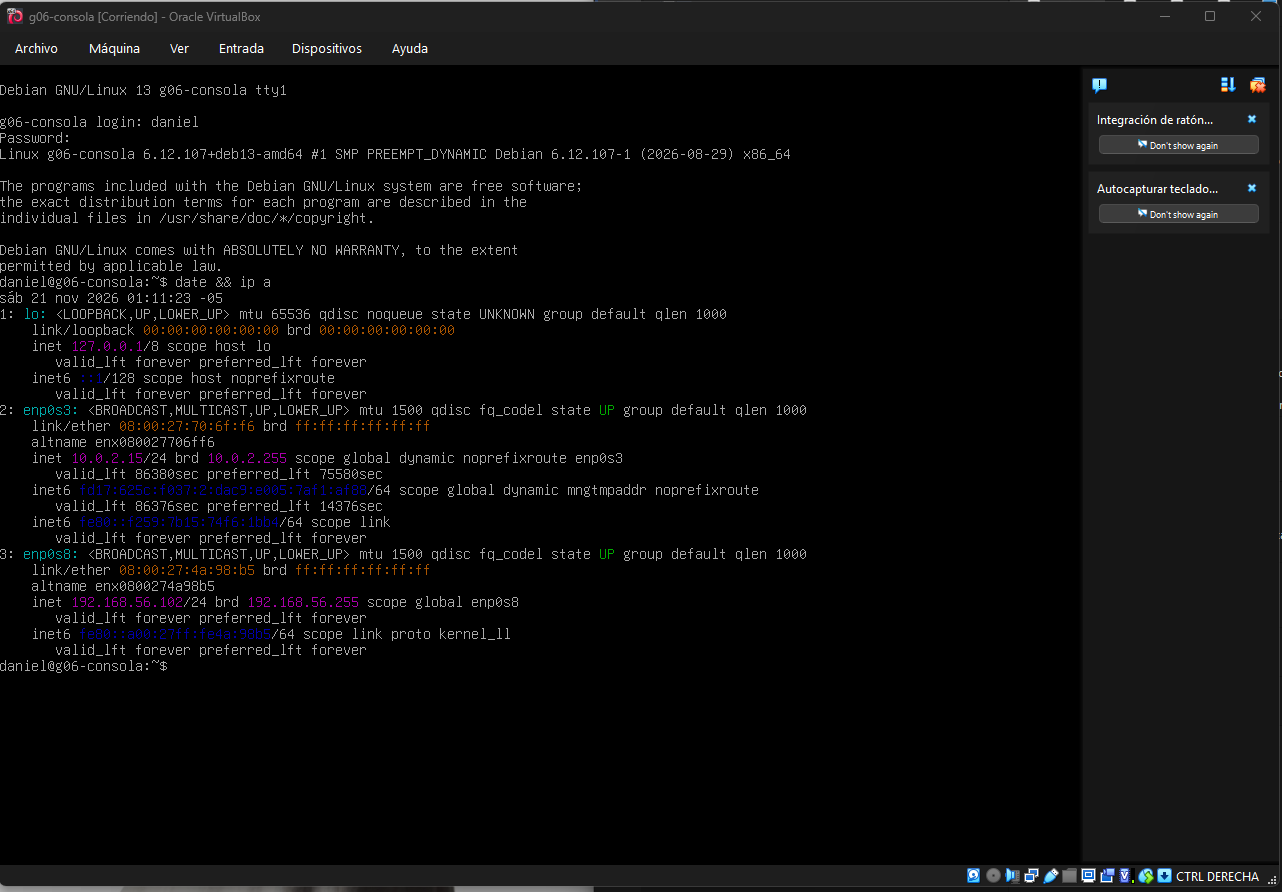 g06-consola [Corriendo] - Oracle VirtualBox
Archivo Máquina Ver Entrada Dispositivos Ayuda
Debian GNU/Linux 13 g06-consola tty1
g06-consola login: daniel
Password:
Linux g06-consola 6.12.107+deb13-amd64 #1 SMP PREEMPT_DYNAMIC Debian 6.12.107-1 (2026-08-29) x86_64
The programs included with the Debian GNU/Linux system are free software;
the exact distribution terms for each program are described in the
individual files in /usr/share/doc/*/copyright.
Debian GNU/Linux comes with ABSOLUTELY NO WARRANTY, to the extent
permitted by applicable law.
daniel@g06-consola:~$ date && ip a
sáb 21 nov 2026 01:11:23 -05
1: lo: <LOOPBACK,UP,LOWER_UP> mtu 65536 qdisc noqueue state UNKNOWN group default qlen 1000
link/loopback 00:00:00:00:00:00 brd 00:00:00:00:00:00
inet 127.0.0.1/8 scope host lo
valid_lft forever preferred_lft forever
inet6 ::1/128 scope host noprefixroute
valid_lft forever preferred_lft forever
2: enp0s3: <BROADCAST,MULTICAST,UP,LOWER_UP> mtu 1500 qdisc fq_codel state UP group default qlen 1000
link/ether 08:00:27:70:6f:f6 brd ff:ff:ff:ff:ff:ff
altname enx080027706ff6
inet 10.0.2.15/24 brd 10.0.2.255 scope global dynamic noprefixroute enp0s3
valid_lft 86380sec preferred_lft 75580sec
inet6 /64 scope global dynamic mngtmpaddr noprefixroute
valid_lft 86376sec preferred_lft 14376sec
inet6 /64 scope link
valid_lft forever preferred_lft forever
3: enp0s8: <BROADCAST,MULTICAST,UP,LOWER_UP> mtu 1500 qdisc fq_codel state UP group default qlen 1000
link/ether 08:00:27:4a:98:b5 brd ff:ff:ff:ff:ff:ff
altname enx0800274a98b5
inet 192.168.56.102/24 brd 192.168.56.255 scope global enp0s8
valid_lft forever preferred_lft forever
inet6 fe80::a00:27ff:fe4a:98b5/64 scope link proto kernel_ll
valid_lft forever preferred_lft forever
daniel@g06-consola:~$
Integración de ratón...
Don't show again
Autocapturar teclado...
Don't show again
CTRL DERECHA